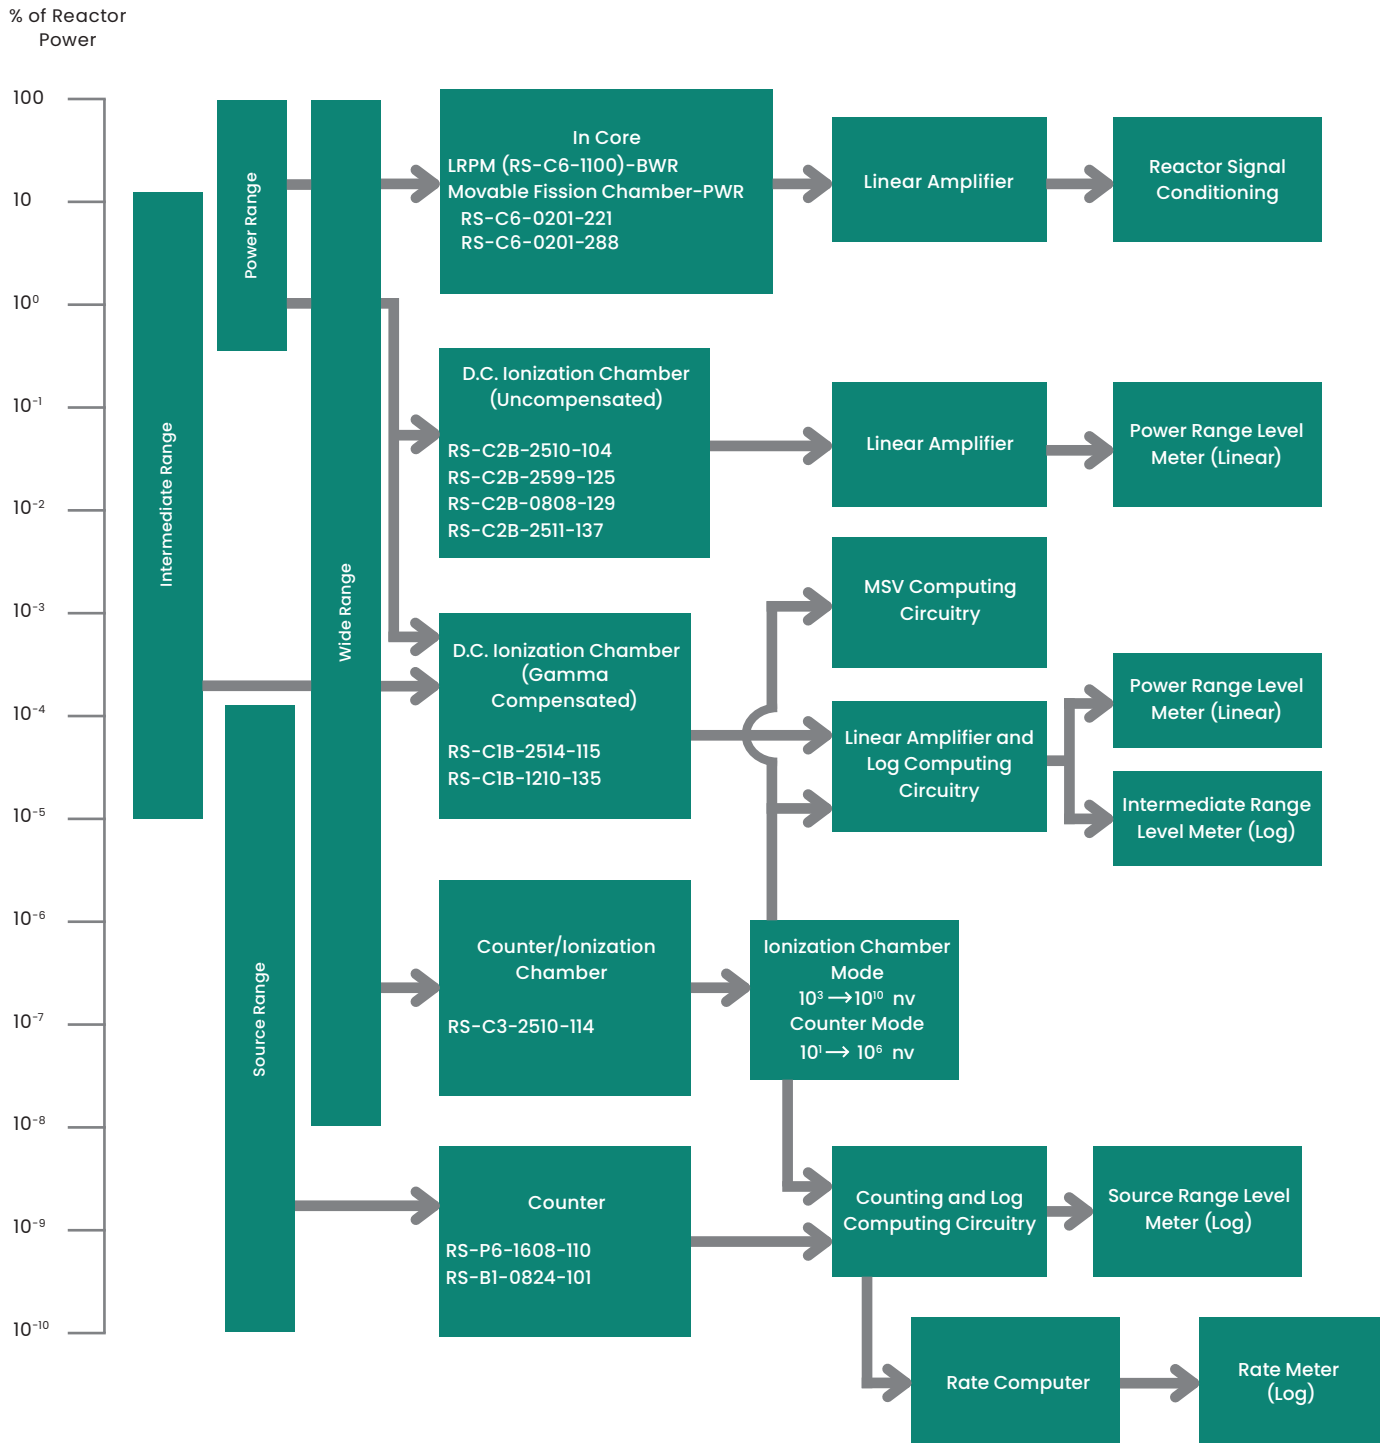 % of Reactor
Power
100
10
10⁰
10⁻¹
10⁻²
10⁻³
10⁻⁴
10⁻⁵
10⁻⁶
10⁻⁷
10⁻⁸
10⁻⁹
10⁻¹⁰
Intermediate Range
Power Range
Source Range
Wide Range
In Core
LRPM (RS-C6-1100)-BWR
Movable Fission Chamber-PWR
RS-C6-0201-221
RS-C6-0201-288
Linear Amplifier
Reactor Signal
Conditioning
D.C. Ionization Chamber
(Uncompensated)
RS-C2B-2510-104
RS-C2B-2599-125
RS-C2B-0808-129
RS-C2B-2511-137
Linear Amplifier
Power Range Level
Meter (Linear)
MSV Computing
Circuitry
D.C. Ionization Chamber
(Gamma
Compensated)
RS-C1B-2514-115
RS-C1B-1210-135
Linear Amplifier and
Log Computing
Circuitry
Power Range Level
Meter (Linear)
Intermediate Range
Level Meter (Log)
Counter/Ionization
Chamber
RS-C3-2510-114
Ionization Chamber
Mode
10³ → 10¹⁰ nv
Counter Mode
10¹ → 10⁶ nv
Counter
RS-P6-1608-110
RS-B1-0824-101
Counting and Log
Computing Circuitry
Source Range Level
Meter (Log)
Rate Computer
Rate Meter
(Log)